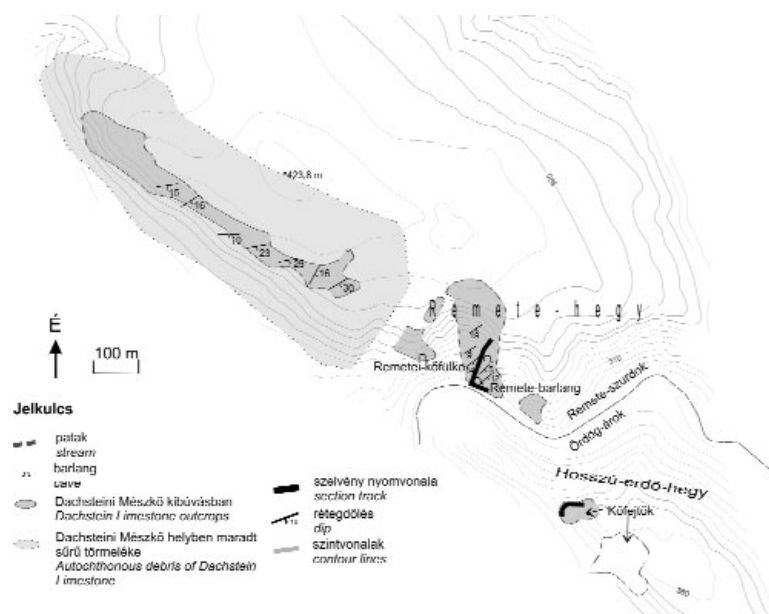 423,8 m
15
16
10
23
25
16
30
Remete-hegy
É
100 m
Remetei-kőfülke
Remete-barlang
310
Remete-szurdok
Ördög-árok
Hosszú-erdő-hegy
Kőfejtők
Jelkulcs
patak
stream
barlang
cave
Dachsteini Mészkő kibúvásban
Dachstein Limestone outcrops
Dachsteini Mészkő helyben maradt
sűrű törmeléke
Autochthonous debris of Dachstein
Limestone
szelvény nyomvonala
section track
rétegdőlés
dip
szintvonalak
contour lines